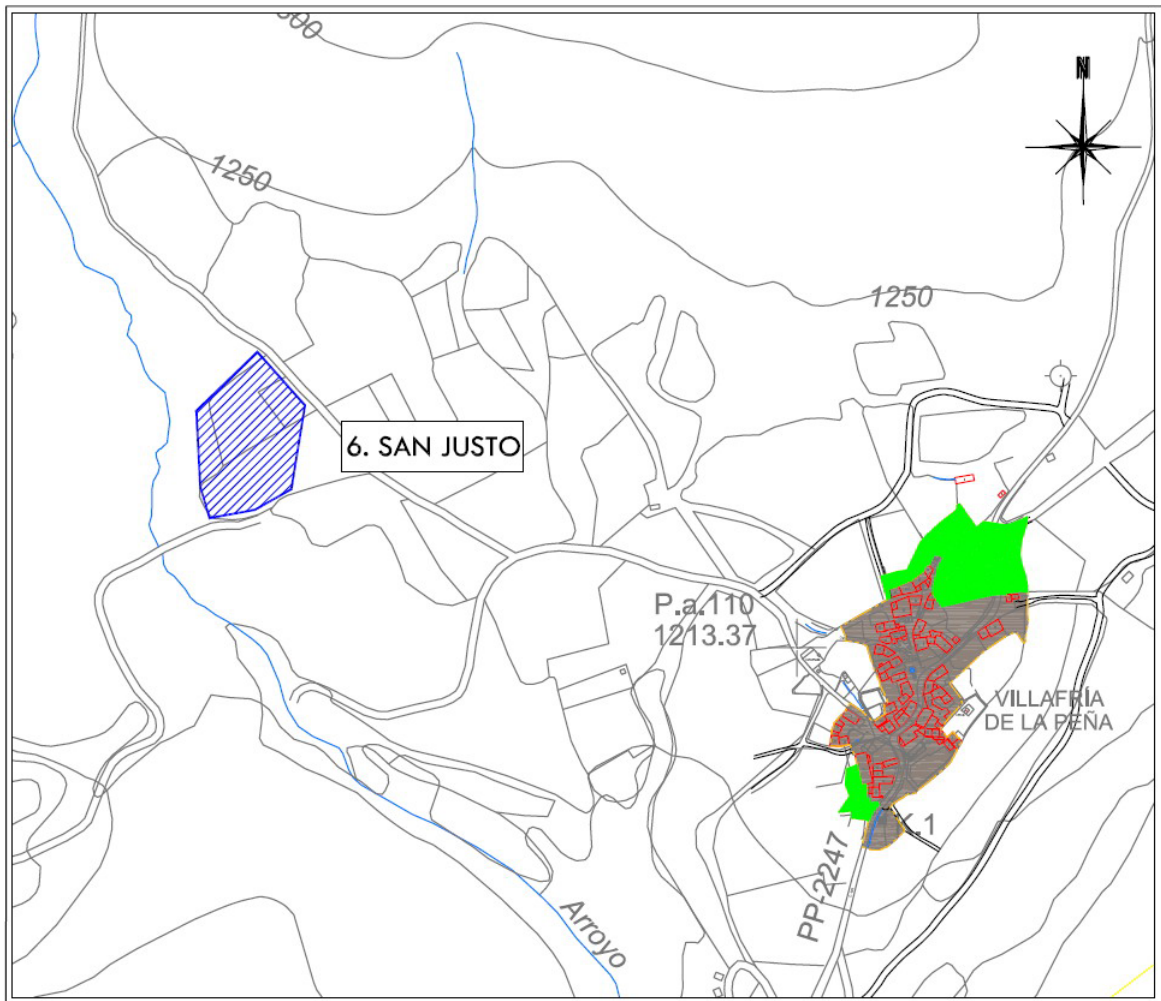 N
1250
1250
6. SAN JUSTO
P.a.110
1213.37
VILLAFRÍA
DE LA PEÑA
PP-2247
Arroyo